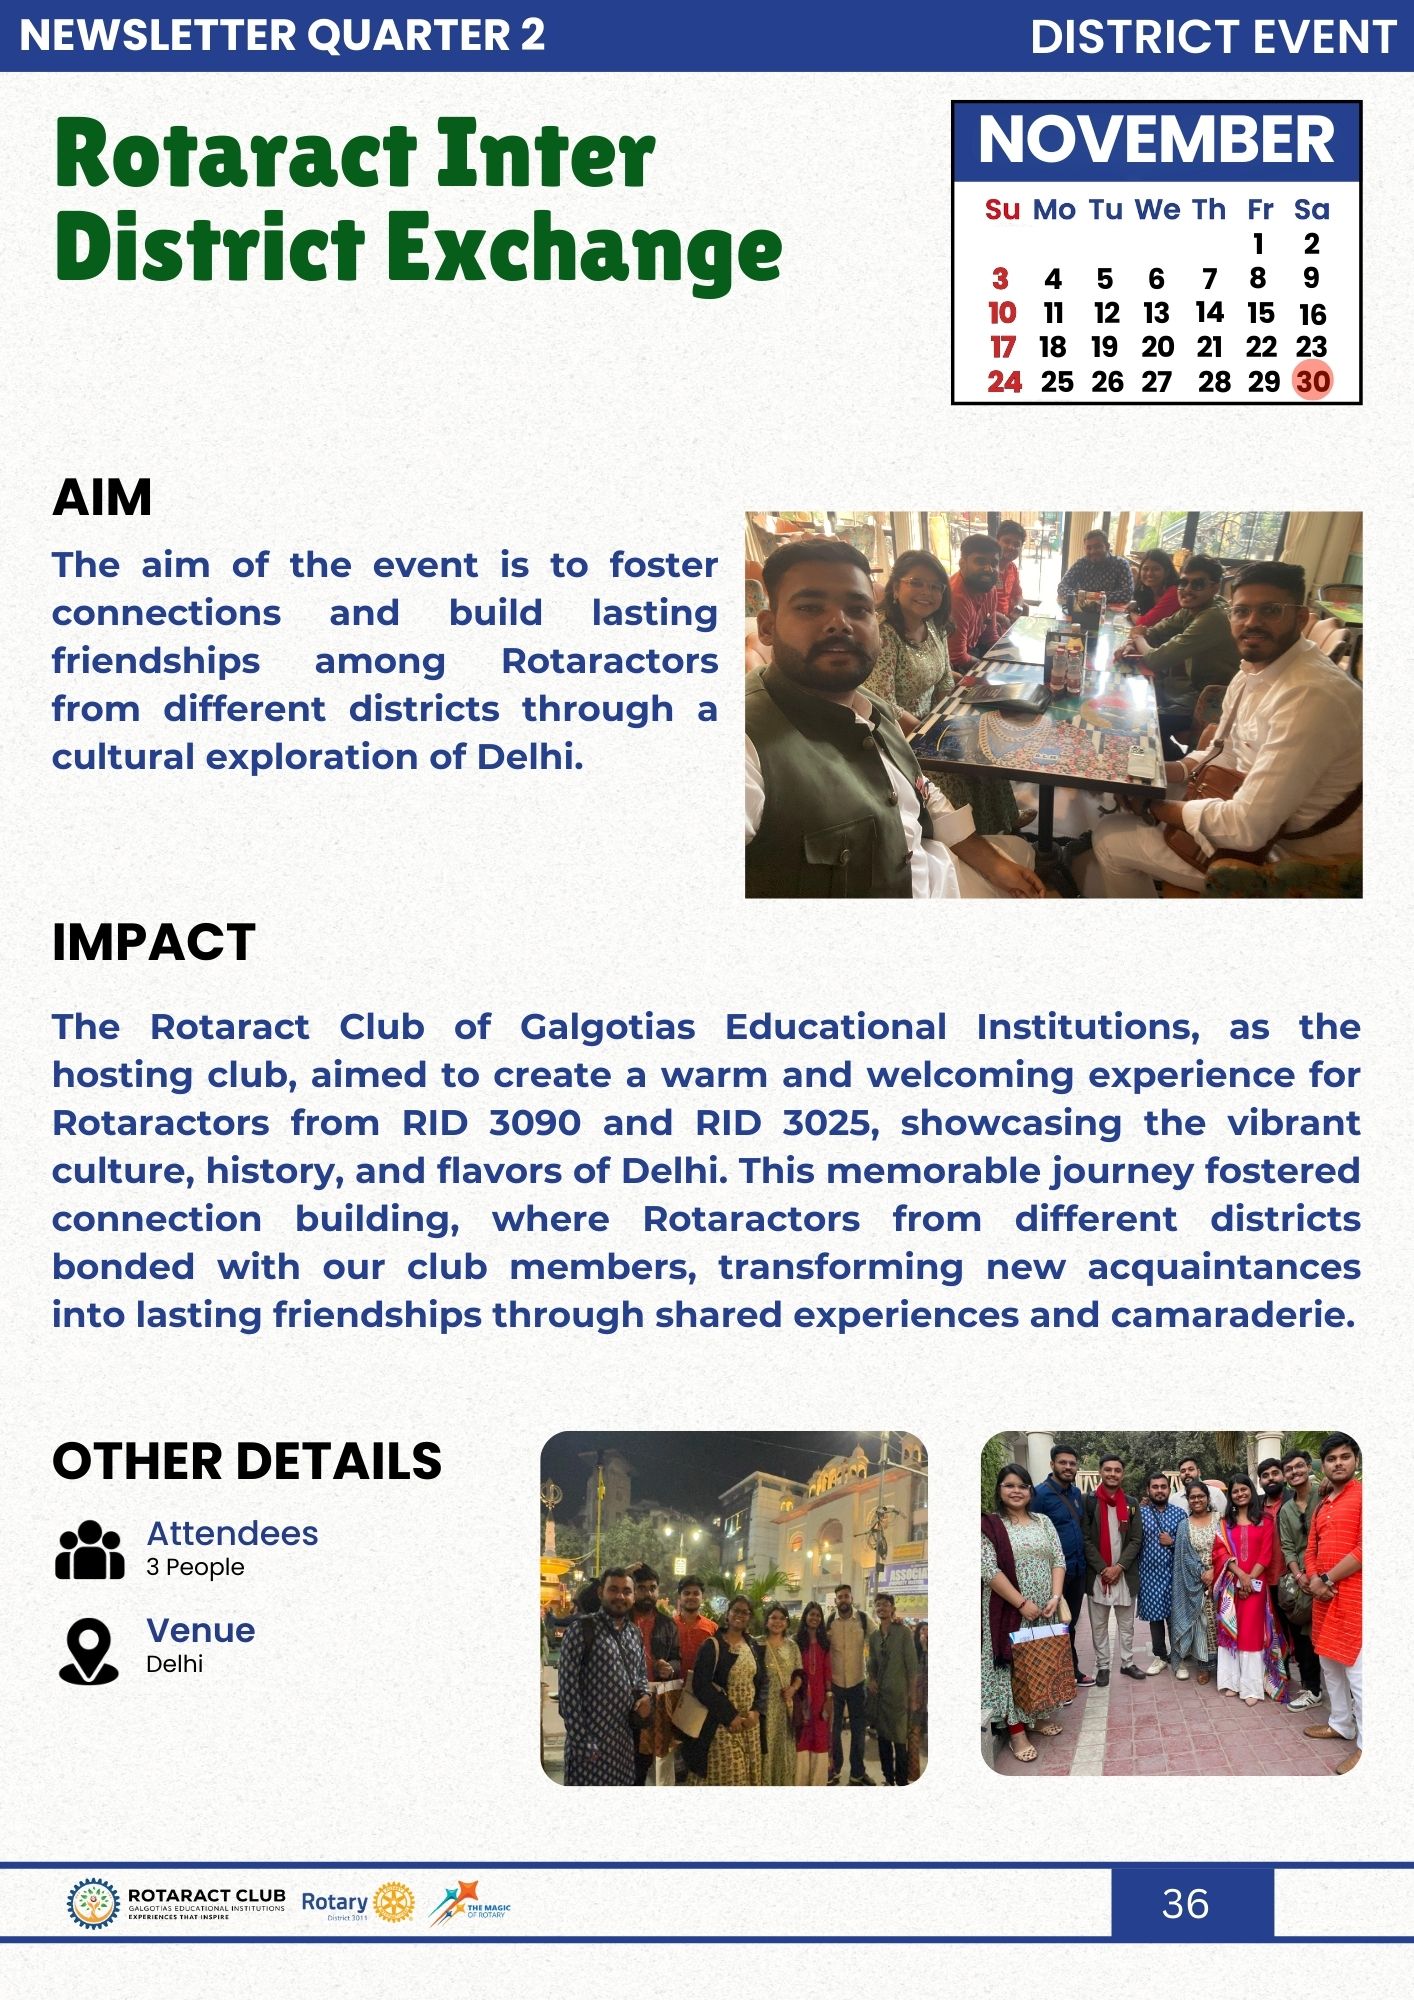 NEWSLETTER QUARTER 2
DISTRICT EVENT
Rotaract Inter
District Exchange
NOVEMBER
Su Mo Tu We Th Fr Sa
1 2
3 4 5 6 7 8 9
10 11 12 13 14 15 16
17 18 19 20 21 22 23
24 25 26 27 28 29 30
AIM
The aim of the event is to foster
connections and build lasting
friendships among Rotaractors
from different districts through a
cultural exploration of Delhi.
IMPACT
The Rotaract Club of Galgotias Educational Institutions, as the
hosting club, aimed to create a warm and welcoming experience for
Rotaractors from RID 3090 and RID 3025, showcasing the vibrant
culture, history, and flavors of Delhi. This memorable journey fostered
connection building, where Rotaractors from different districts
bonded with our club members, transforming new acquaintances
into lasting friendships through shared experiences and camaraderie.
OTHER DETAILS
Attendees
3 People
Venue
Delhi
ASSOCIA
ROTARACT CLUB
GALGOTIAS EDUCATIONAL INSTITUTIONS
EXPERIENCES THAT INSPIRE
Rotary
District 3011
THE MAGIC
OF ROTARY
36